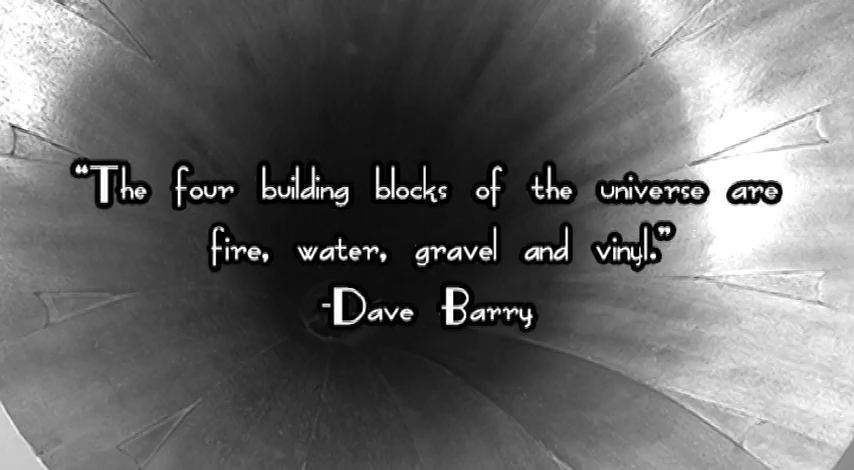 “The four building blocks of the universe are
fire, water, gravel and vinyl.”
-Dave Barry